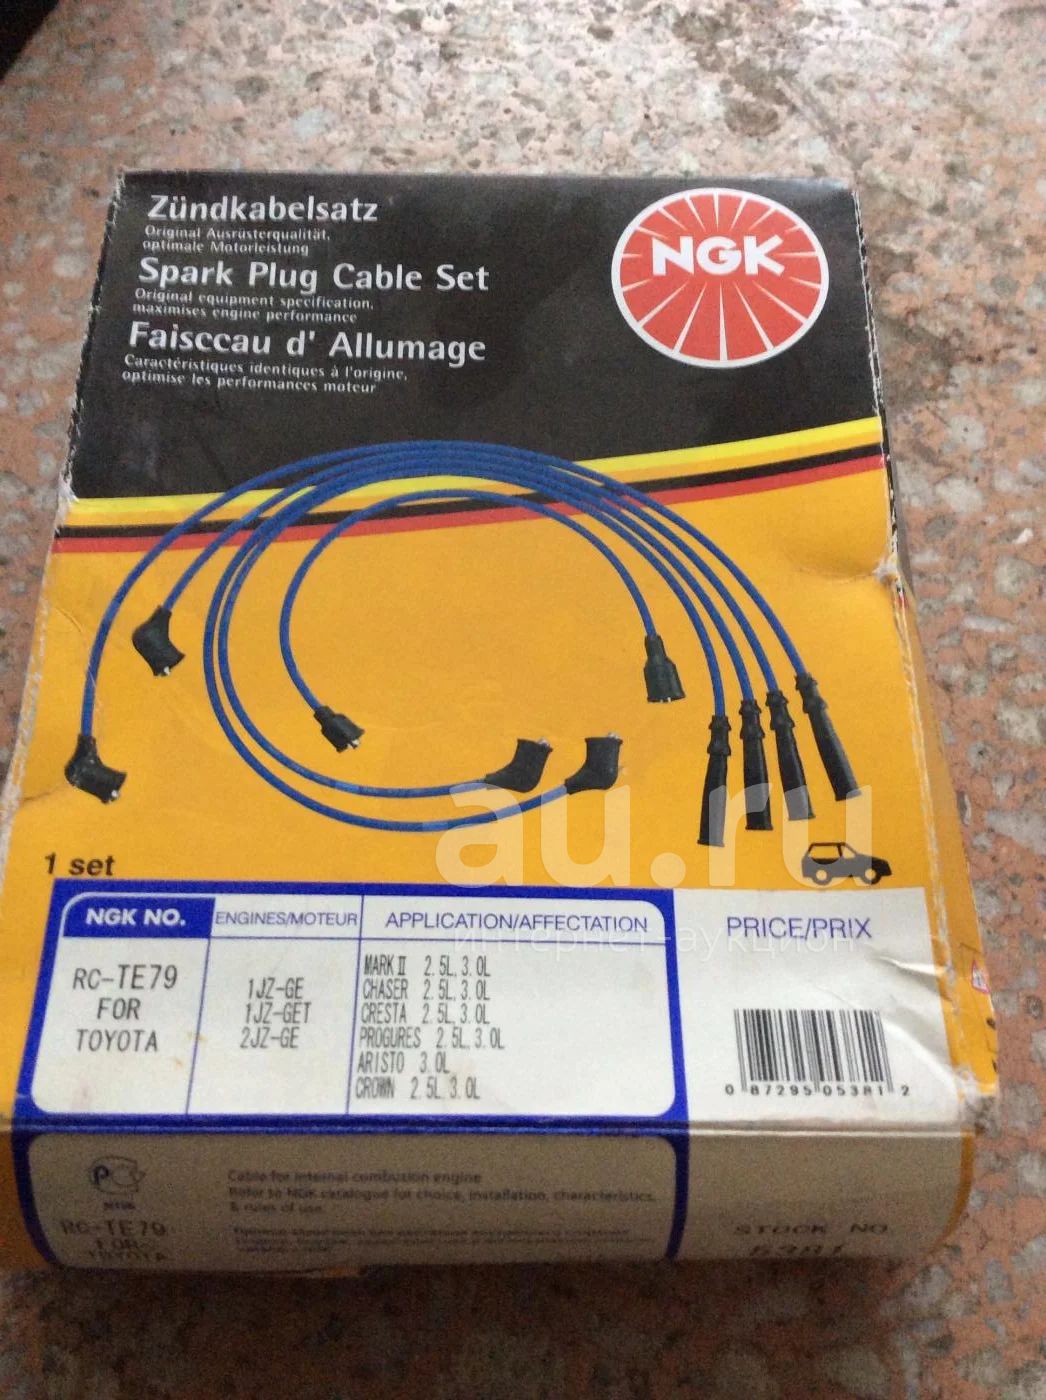 Zündkabelsatz
Original Ausrüsterqualität,
optimale Motorleistung
Spark Plug Cable Set
Original equipment specification,
maximises engine performance
Faisceau d' Allumage
Caractéristiques identiques à l'origine,
optimise les performances moteur
NGK
1 set
au.ru
интернет-аукцион
NGK NO.
RC-TE79
FOR
TOYOTA
ENGINES/MOTEUR
1JZ-GE
1JZ-GET
2JZ-GE
APPLICATION/AFFECTATION
MARKⅡ 2.5L,3.0L
CHASER 2.5L,3.0L
CRESTA 2.5L,3.0L
PROGURES 2.5L,3.0L
ARISTO 3.0L
CROWN 2.5L,3.0L
PRICE/PRIX
0 87295 05381 2
Cable for internal combustion engine
Refer to NGK catalogue for choice, installation, characteristics,
& rules of use.
RC-TE79
FOR
TOYOTA
STOCK NO.
5381